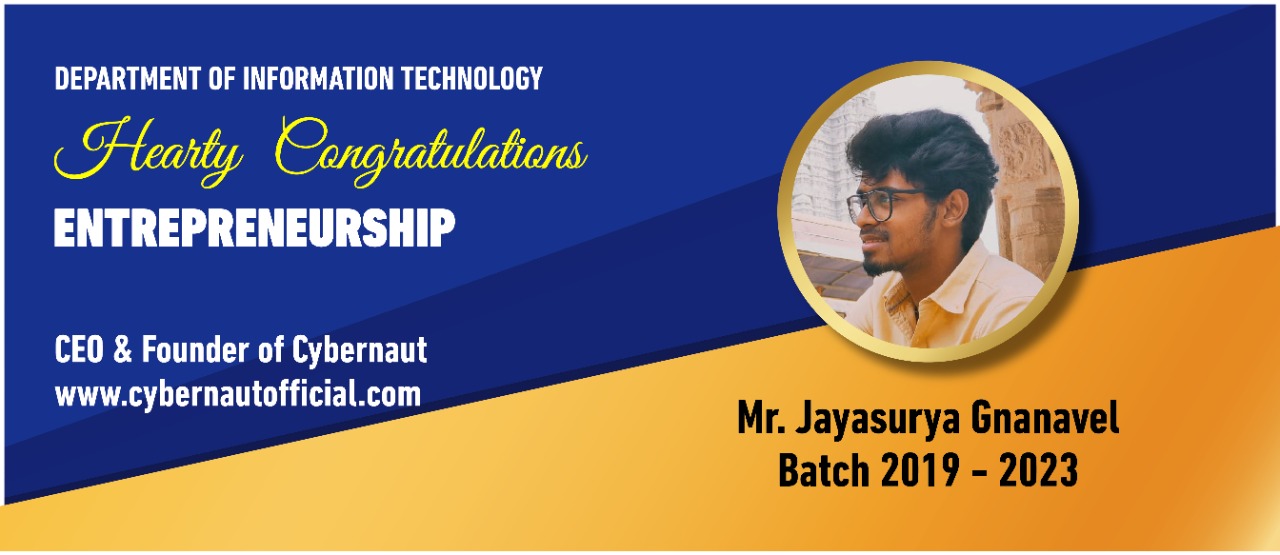 DEPARTMENT OF INFORMATION TECHNOLOGY
Hearty Congratulations
ENTREPRENEURSHIP
CEO & Founder of Cybernaut
www.cybernautofficial.com
Mr. Jayasurya Gnanavel
Batch 2019 - 2023